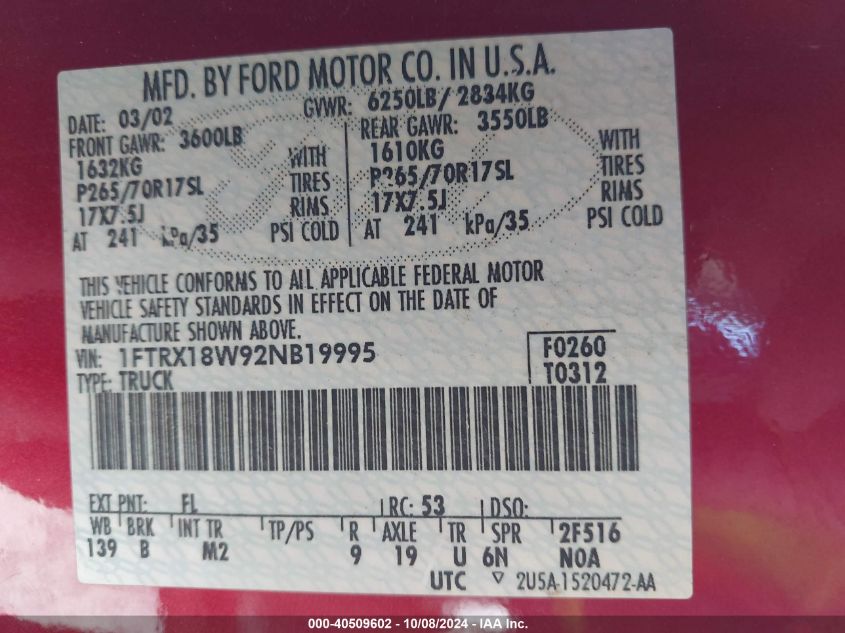 MFD. BY FORD MOTOR CO. IN U.S.A.
DATE: 03/02 GVWR: 6250LB/ 2834KG
FRONT GAWR: 3600LB REAR GAWR: 3550LB
1632KG WITH 1610KG WITH
P265/70R17SL TIRES P265/70R17SL TIRES
17X7.5J RIMS 17X7.5J RIMS
AT 241 kPa/35 PSI COLD AT 241 kPa/35 PSI COLD
THIS VEHICLE CONFORMS TO ALL APPLICABLE FEDERAL MOTOR
VEHICLE SAFETY STANDARDS IN EFFECT ON THE DATE OF
MANUFACTURE SHOWN ABOVE.
VIN: 1FTRX18W92NB19995 F0260
TYPE: TRUCK T0312
EXT PNT: FL RC: 53 DSO:
WB BRK INT TR TP/PS R AXLE TR SPR 2F516
139 B M2 9 19 U 6N N0A
UTC ▽ 2U5A-1520472-AA
000-40509602 - 10/08/2024 - IAA Inc.